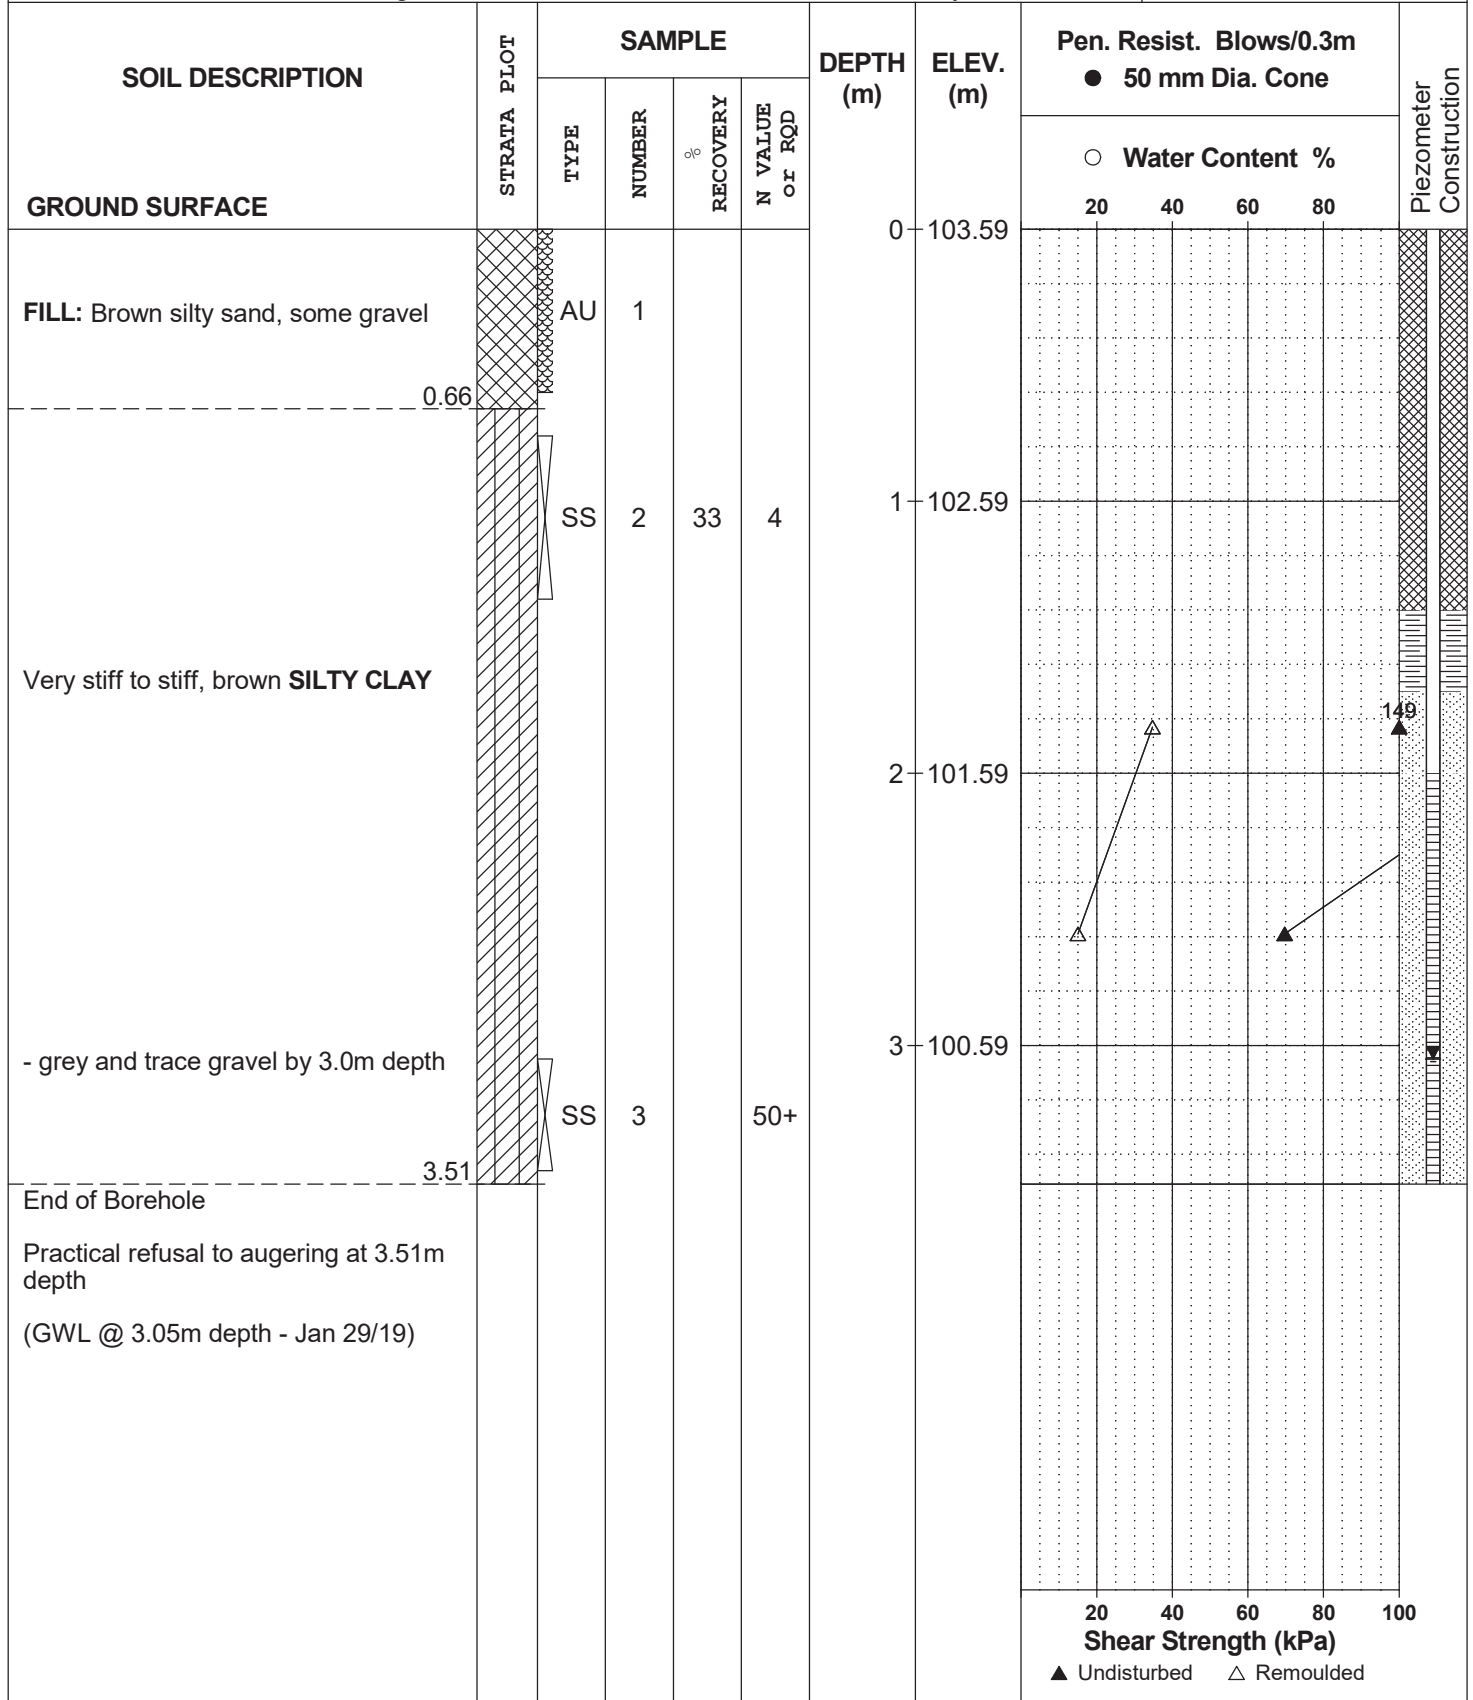 SOIL DESCRIPTION
GROUND SURFACE
STRATA PLOT
SAMPLE
TYPE
NUMBER
%
RECOVERY
N VALUE
or RQD
DEPTH
(m)
ELEV.
(m)
Pen. Resist. Blows/0.3m
● 50 mm Dia. Cone
○ Water Content %
20 40 60 80
Piezometer
Construction
0 103.59
FILL: Brown silty sand, some gravel
AU 1
0.66
1 102.59
SS 2 33 4
Very stiff to stiff, brown SILTY CLAY
149
2 101.59
3 100.59
- grey and trace gravel by 3.0m depth
SS 3 50+
3.51
End of Borehole
Practical refusal to augering at 3.51m
depth
(GWL @ 3.05m depth - Jan 29/19)
20 40 60 80 100
Shear Strength (kPa)
▲ Undisturbed △ Remoulded